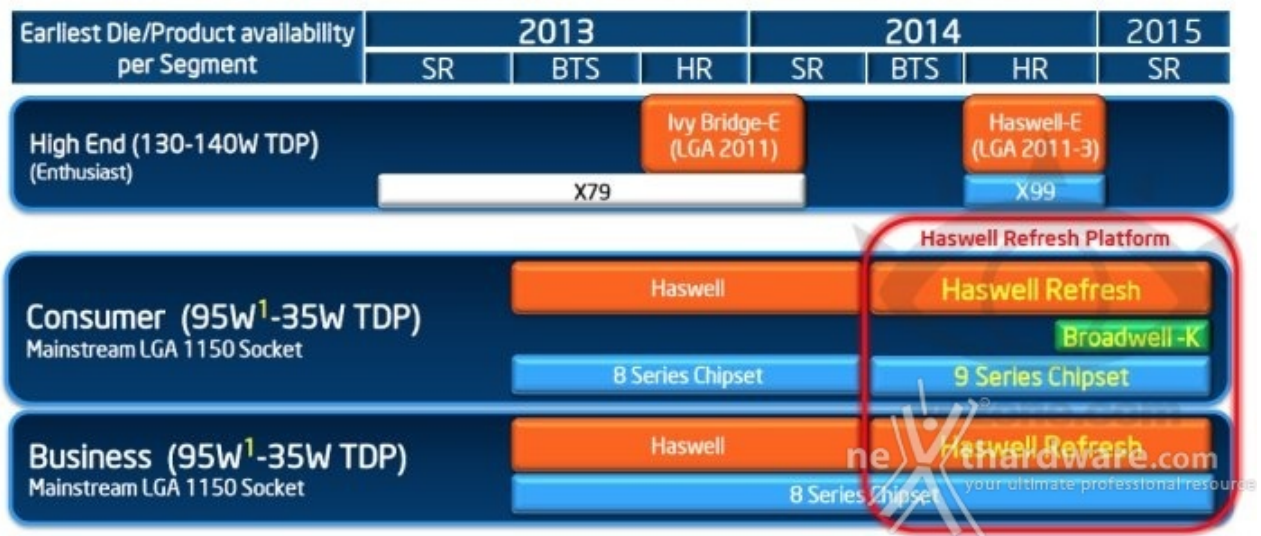 Earliest Die/Product availability per Segment
2013 2014 2015
SR BTS HR SR BTS HR SR
High End (130-140W TDP)
(Enthusiast)
Ivy Bridge-E
(LGA 2011)
Haswell-E
(LGA 2011-3)
X79
X99
Haswell Refresh Platform
Consumer (95W1-35W TDP)
Mainstream LGA 1150 Socket
Haswell
Haswell Refresh
Broadwell -K
8 Series Chipset
9 Series Chipset
Business (95W1-35W TDP)
Mainstream LGA 1150 Socket
Haswell
Haswell Refresh
8 Series Chipset
nexthardware.com
your ultimate professional resource